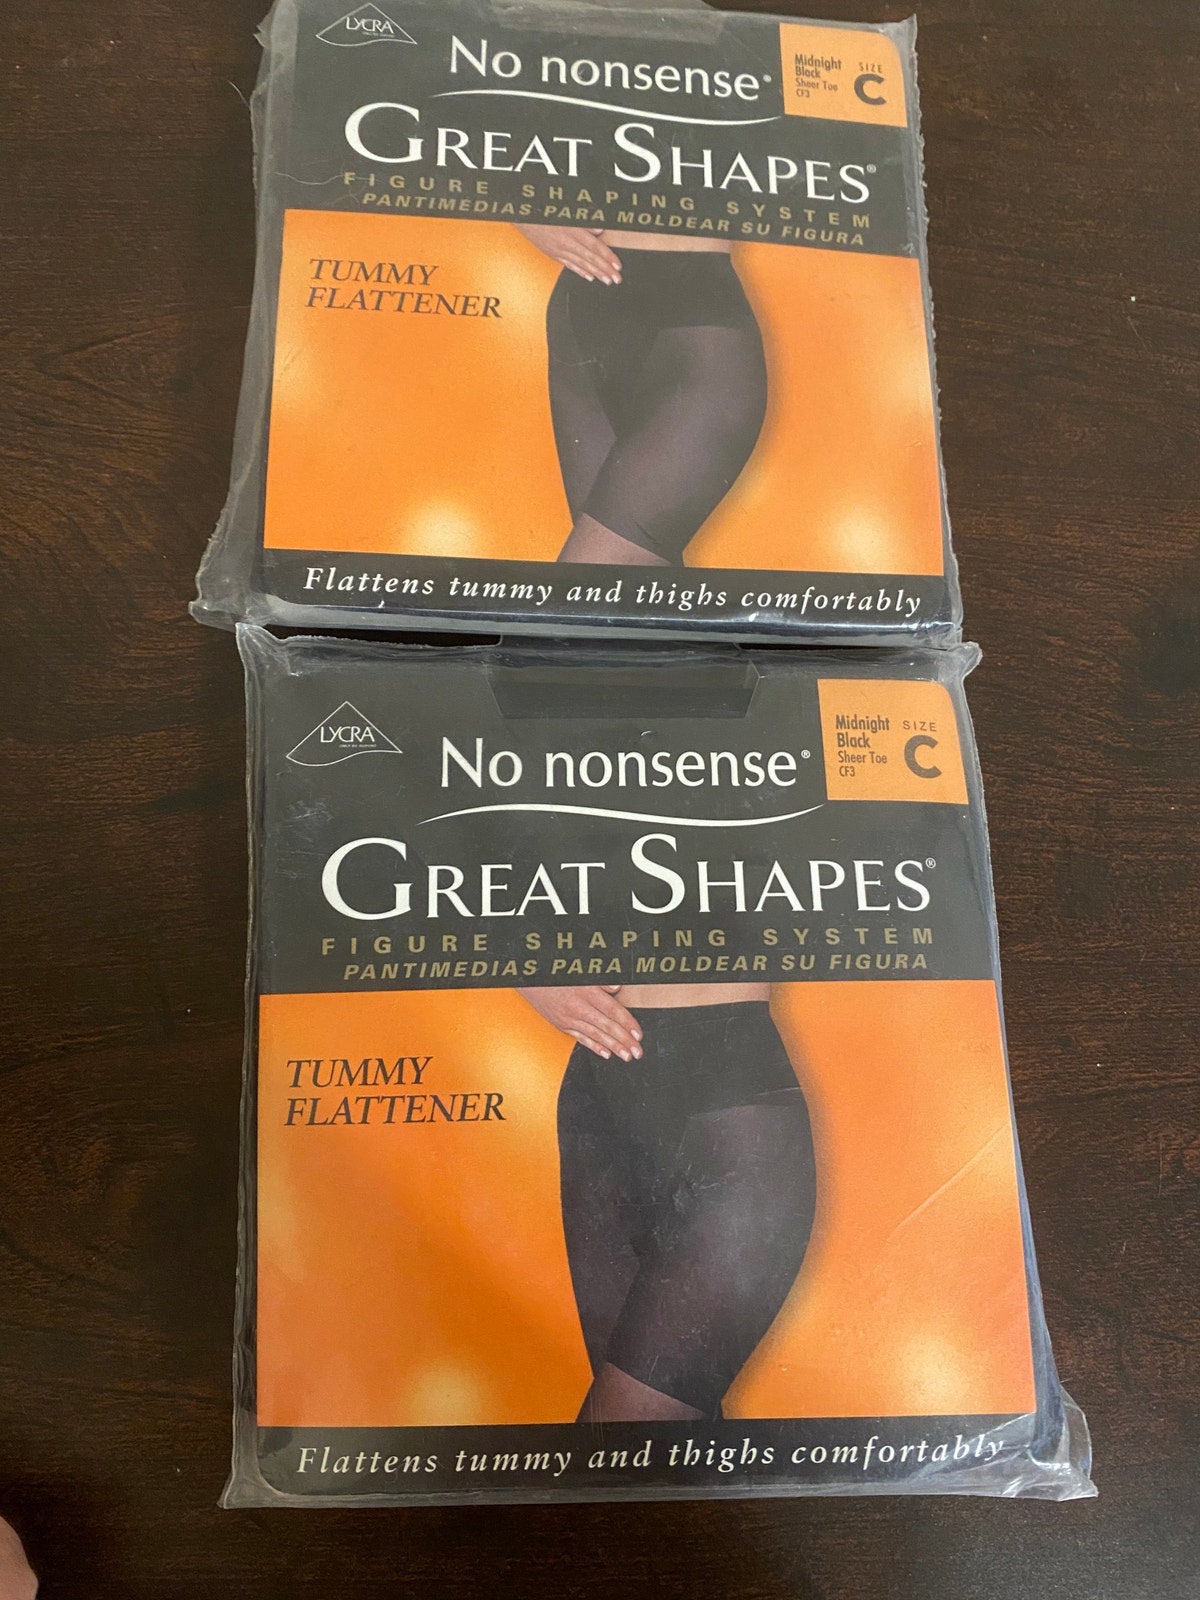 LYCRA
No nonsense®
Midnight
Black
Sheer Toe
CF3
SIZE
C
GREAT SHAPES®
FIGURE SHAPING SYSTEM
PANTIMEDIAS PARA MOLDEAR SU FIGURA
TUMMY
FLATTENER
Flattens tummy and thighs comfortably
LYCRA
No nonsense®
Midnight
Black
Sheer Toe
CF3
SIZE
C
GREAT SHAPES®
FIGURE SHAPING SYSTEM
PANTIMEDIAS PARA MOLDEAR SU FIGURA
TUMMY
FLATTENER
Flattens tummy and thighs comfortably